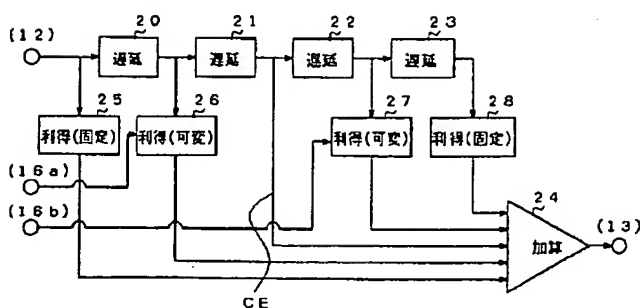 20 21 22 23
(12) 遅延 遅延 遅延 遅延
25 26 27 28
利得(固定) 利得(可変) 利得(可変) 利得(固定)
(16a)
(16b) 24
加算 (13)
CE